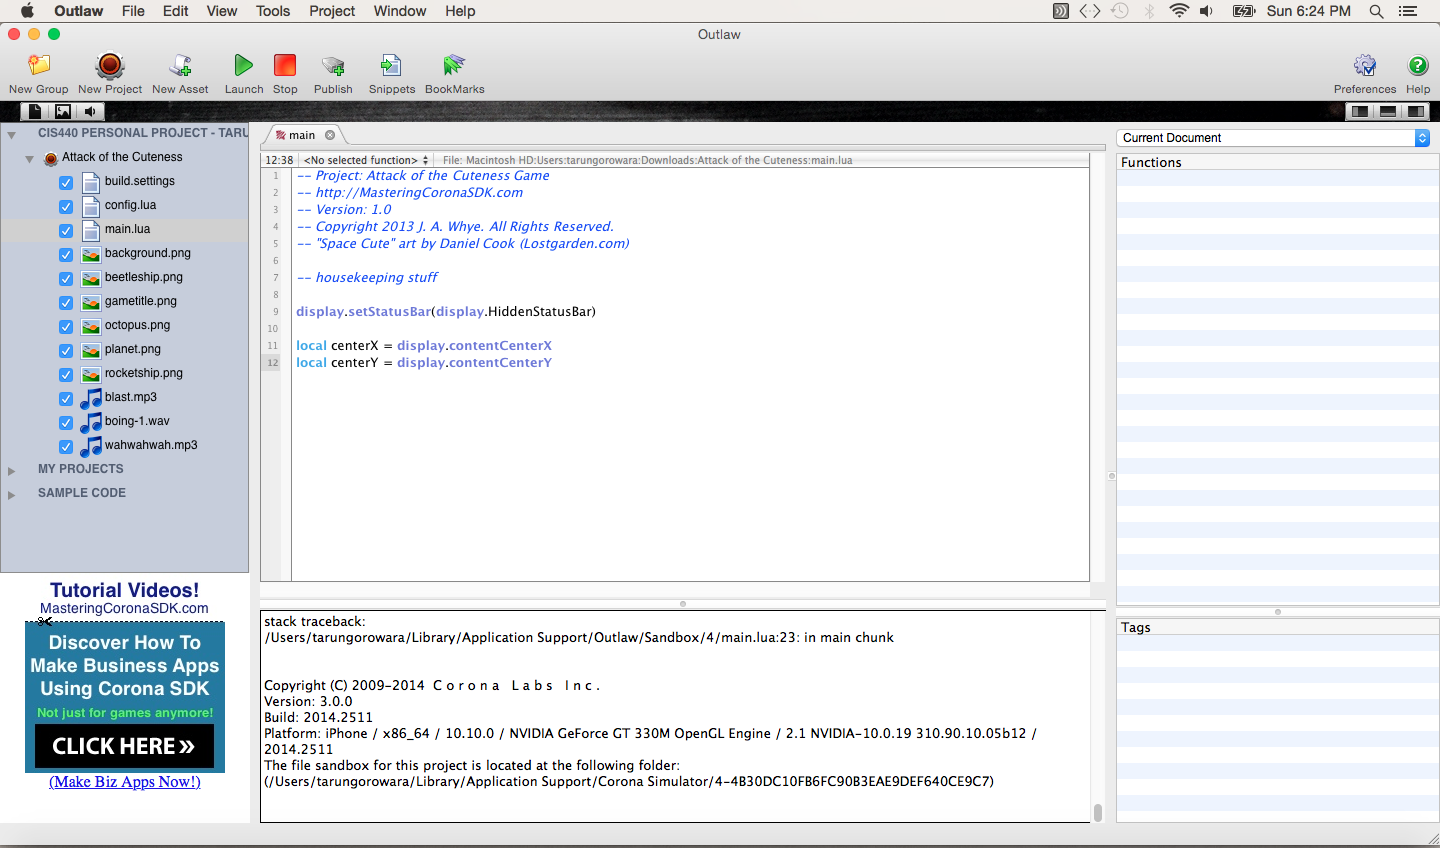 Outlaw File Edit View Tools Project Window Help Sun 6:24 PM
Outlaw
New Group New Project New Asset Launch Stop Publish Snippets BookMarks Preferences Help
CIS440 PERSONAL PROJECT - TARU
Attack of the Cuteness
build.settings
config.lua
main.lua
background.png
beetleship.png
gametitle.png
octopus.png
planet.png
rocketship.png
blast.mp3
boing-1.wav
wahwahwah.mp3
MY PROJECTS
SAMPLE CODE
Tutorial Videos!
MasteringCoronaSDK.com
Discover How To
Make Business Apps
Using Corona SDK
Not just for games anymore!
CLICK HERE »
(Make Biz Apps Now!)
main
12:38 <No selected function> File: Macintosh HD:Users:tarungorowara:Downloads:Attack of the Cuteness:main.lua
1 -- Project: Attack of the Cuteness Game
2 -- http://MasteringCoronaSDK.com
3 -- Version: 1.0
4 -- Copyright 2013 J. A. Whye. All Rights Reserved.
5 -- "Space Cute" art by Daniel Cook (Lostgarden.com)
6
7 -- housekeeping stuff
8
9 display.setStatusBar(display.HiddenStatusBar)
10
11 local centerX = display.contentCenterX
12 local centerY = display.contentCenterY
stack traceback:
/Users/tarungorowara/Library/Application Support/Outlaw/Sandbox/4/main.lua:23: in main chunk
Copyright (C) 2009-2014 C o r o n a L a b s I n c .
Version: 3.0.0
Build: 2014.2511
Platform: iPhone / x86_64 / 10.10.0 / NVIDIA GeForce GT 330M OpenGL Engine / 2.1 NVIDIA-10.0.19 310.90.10.05b12 /
2014.2511
The file sandbox for this project is located at the following folder:
(/Users/tarungorowara/Library/Application Support/Corona Simulator/4-4B30DC10FB6FC90B3EAE9DEF640CE9C7)
Current Document
Functions
Tags